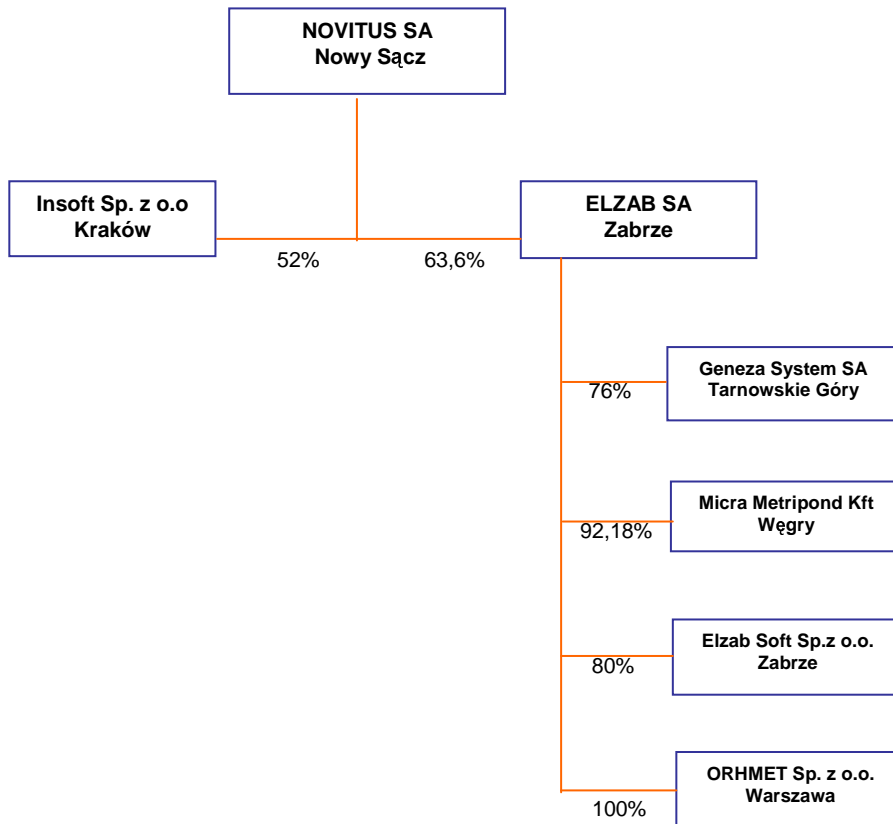 NOVITUS SA
Nowy Sącz
Insoft Sp. z o.o
Kraków
ELZAB SA
Zabrze
52%
63,6%
Geneza System SA
Tarnowskie Góry
76%
Micra Metripond Kft
Węgry
92,18%
Elzab Soft Sp.z o.o.
Zabrze
80%
ORHMET Sp. z o.o.
Warszawa
100%